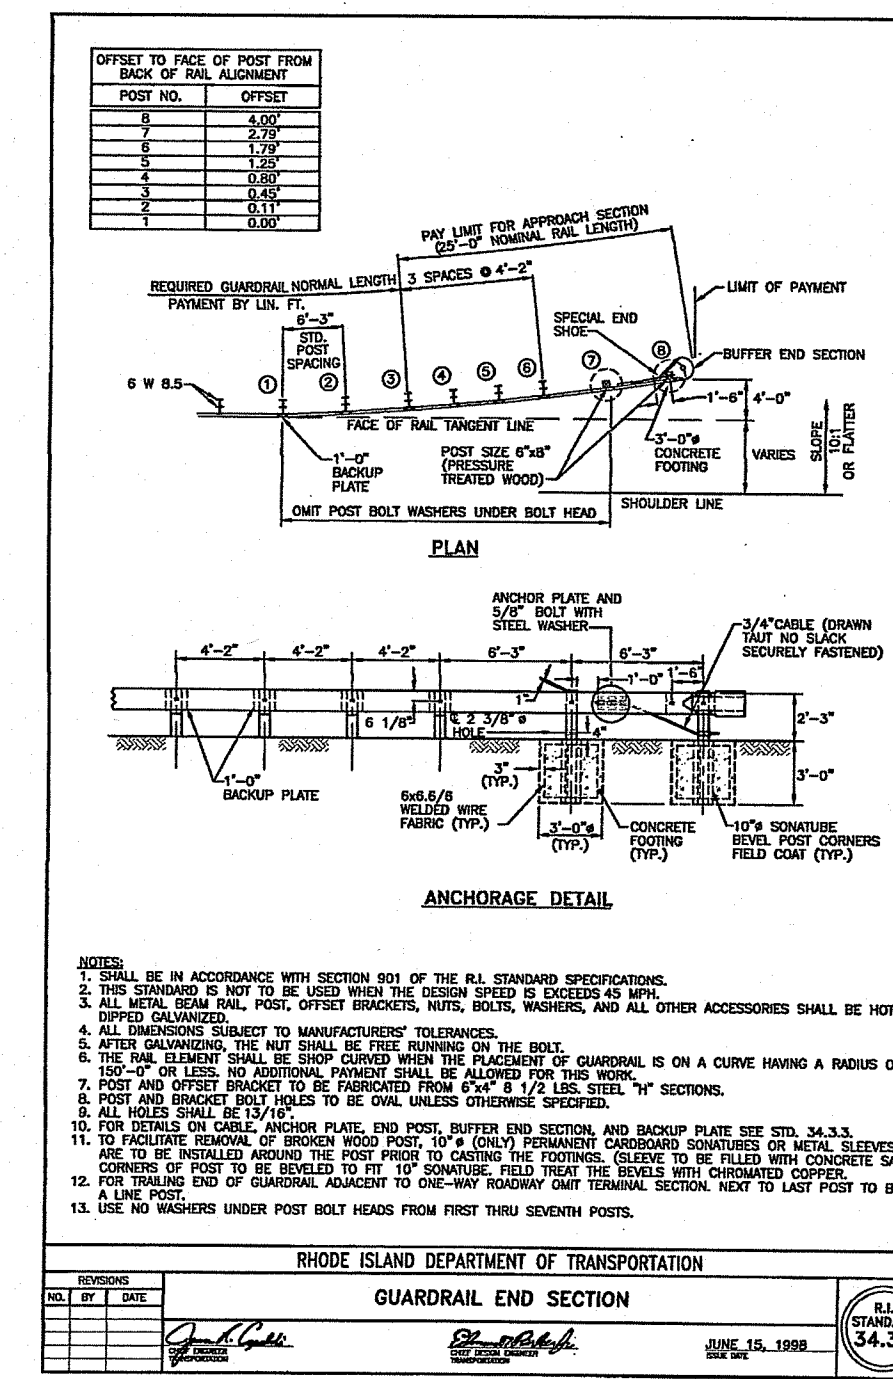 OFFSET TO FACE OF POST FROM
BACK OF RAIL ALIGNMENT
POST NO. OFFSET
8 4.00'
7 2.79'
6 1.79'
5 1.25'
4 0.80'
3 0.45'
2 0.11'
1 0.00'
PAY LIMIT FOR APPROACH SECTION
(25'-0" NOMINAL RAIL LENGTH)
REQUIRED GUARDRAIL NORMAL LENGTH
PAYMENT BY LIN. FT.
3 SPACES @ 4'-2"
LIMIT OF PAYMENT
6'-3"
STD.
POST
SPACING
SPECIAL END
SHOE
BUFFER END SECTION
6 W 8.5
1
2
3
4
5
6
7
8
1'-6"
4'-0"
FACE OF RAIL TANGENT LINE
1'-0"
BACKUP
PLATE
POST SIZE 6"x8"
(PRESSURE
TREATED WOOD)
3'-0"ø
CONCRETE
FOOTING
VARIES
SLOPE
10:1
OR FLATTER
SHOULDER LINE
OMIT POST BOLT WASHERS UNDER BOLT HEAD
PLAN
ANCHOR PLATE AND
5/8" BOLT WITH
STEEL WASHER
3/4"CABLE (DRAWN
TAUT NO SLACK
SECURELY FASTENED)
4'-2"
4'-2"
4'-2"
6'-3"
6'-3"
1'-0"
1'-6"
1"
6 1/8"
℄ 2 3/8" ø
HOLE
4"
2'-3"
1'-0"
BACKUP PLATE
3"
(TYP.)
3'-0"
6x6.6/6
WELDED WIRE
FABRIC (TYP.)
3'-0"ø
(TYP.)
CONCRETE
FOOTING
(TYP.)
10"ø SONATUBE
BEVEL POST CORNERS
FIELD COAT (TYP.)
ANCHORAGE DETAIL
NOTES:
1. SHALL BE IN ACCORDANCE WITH SECTION 901 OF THE R.I. STANDARD SPECIFICATIONS.
2. THIS STANDARD IS NOT TO BE USED WHEN THE DESIGN SPEED IS EXCEEDS 45 MPH.
3. ALL METAL BEAM RAIL, POST, OFFSET BRACKETS, NUTS, BOLTS, WASHERS, AND ALL OTHER ACCESSORIES SHALL BE HOT
DIPPED GALVANIZED.
4. ALL DIMENSIONS SUBJECT TO MANUFACTURERS' TOLERANCES.
5. AFTER GALVANIZING, THE NUT SHALL BE FREE RUNNING ON THE BOLT.
6. THE RAIL ELEMENT SHALL BE SHOP CURVED WHEN THE PLACEMENT OF GUARDRAIL IS ON A CURVE HAVING A RADIUS O
150'-0" OR LESS. NO ADDITIONAL PAYMENT SHALL BE ALLOWED FOR THIS WORK.
7. POST AND OFFSET BRACKET TO BE FABRICATED FROM 6"x4" 8 1/2 LBS. STEEL "H" SECTIONS.
8. POST AND BRACKET BOLT HOLES TO BE OVAL UNLESS OTHERWISE SPECIFIED.
9. ALL HOLES SHALL BE 13/16".
10. FOR DETAILS ON CABLE, ANCHOR PLATE, END POST, BUFFER END SECTION, AND BACKUP PLATE SEE STD. 34.3.3.
11. TO FACILITATE REMOVAL OF BROKEN WOOD POST, 10"ø (ONLY) PERMANENT CARDBOARD SONATUBES OR METAL SLEEVES
ARE TO BE INSTALLED AROUND THE POST PRIOR TO CASTING THE FOOTINGS. (SLEEVE TO BE FILLED WITH CONCRETE SA
CORNERS OF POST TO BE BEVELED TO FIT 10" SONATUBE. FIELD TREAT THE BEVELS WITH CHROMATED COPPER.
12. FOR TRAILING END OF GUARDRAIL ADJACENT TO ONE-WAY ROADWAY OMIT TERMINAL SECTION. NEXT TO LAST POST TO B
A LINE POST.
13. USE NO WASHERS UNDER POST BOLT HEADS FROM FIRST THRU SEVENTH POSTS.
RHODE ISLAND DEPARTMENT OF TRANSPORTATION
REVISIONS
NO. BY DATE
GUARDRAIL END SECTION
CHIEF ENGINEER
TRANSPORTATION
CHIEF DESIGN ENGINEER
TRANSPORTATION
JUNE 15, 1998
ISSUE DATE
R.I.
STAND
34.3